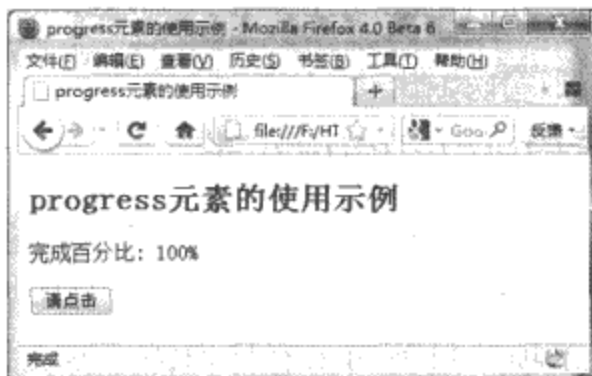 progress元素的使用示例 - Mozilla Firefox 4.0 Beta 6
文件(F) 编辑(E) 查看(V) 历史(S) 书签(B) 工具(T) 帮助(H)
progress元素的使用示例 +
file:///F:/HT Goo 反馈
progress元素的使用示例
完成百分比: 100%
请点击
完成